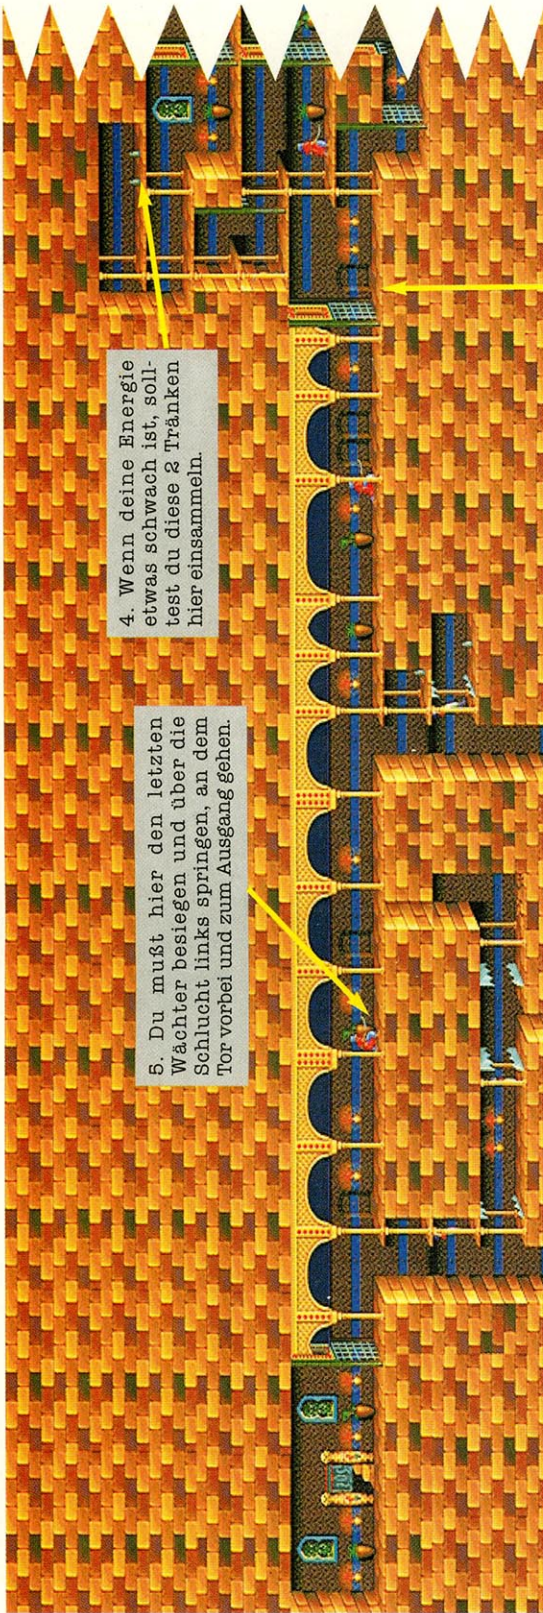 4. Wenn deine Energie
etwas schwach ist, soll-
test du diese 2 Tränken
hier einsammeln.
5. Du mußt hier den letzten
Wächter besiegen und über die
Schlucht links springen, an dem
Tor vorbei und zum Ausgang gehen.